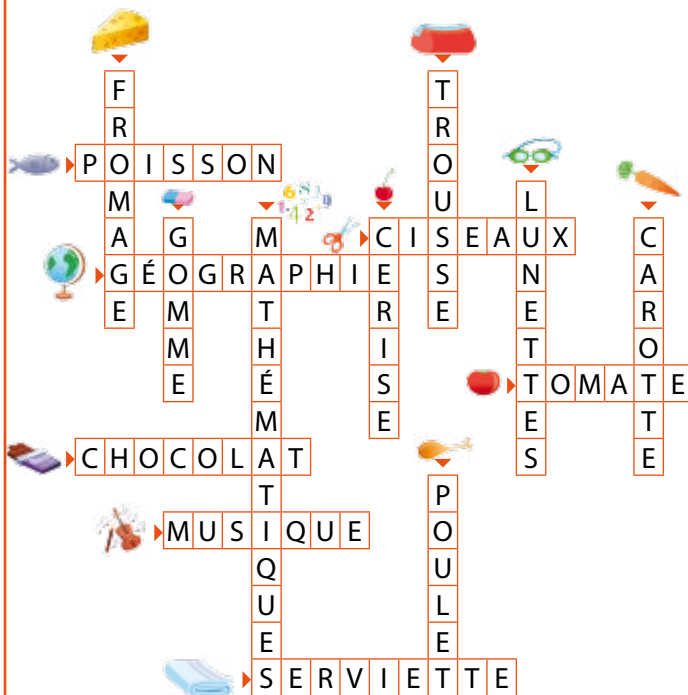 FROMAGE
TROUSSE
POISSON
LUNETTES
GOMME
MATHÉMATIQUES
CISEAUX
CERISE
CAROTTE
GÉOGRAPHIE
TOMATE
CHOCOLAT
POULET
MUSIQUE
SERVIETTE